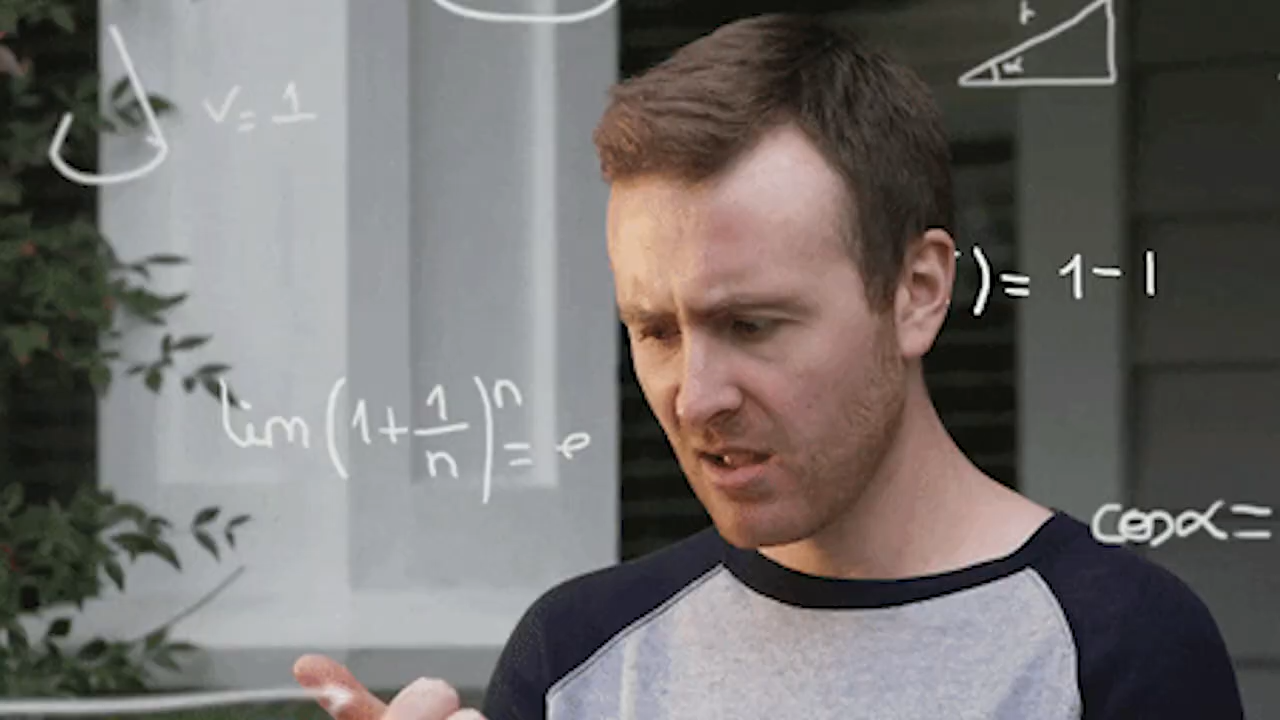 V = 1
r
α
) = 1 - 1
lim (1 + 1/n)^n = e
cos α =